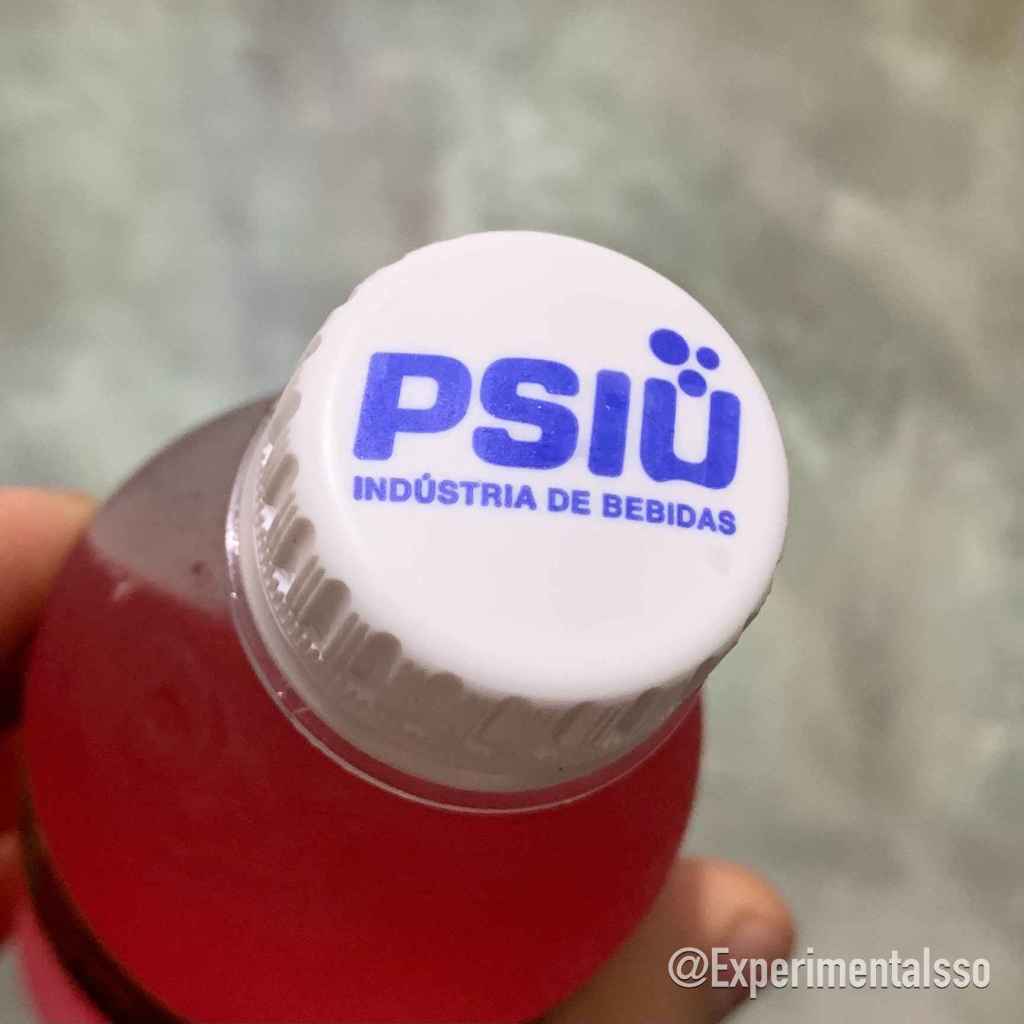 PSIU
INDÚSTRIA DE BEBIDAS
@Experimentalsso